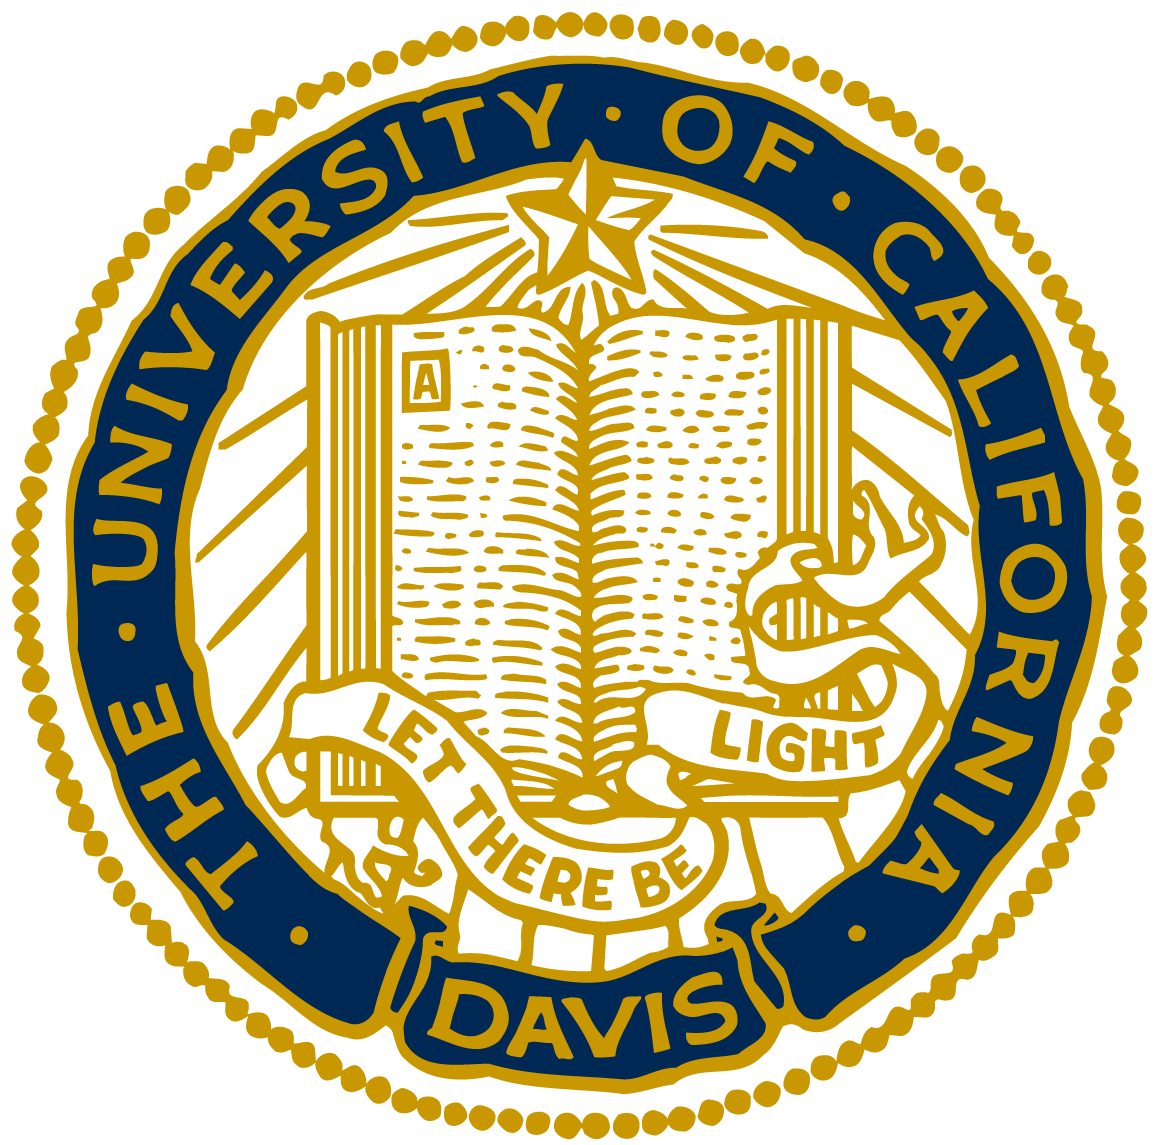 THE · UNIVERSITY · OF · CALIFORNIA
A
LET THERE BE
LIGHT
DAVIS